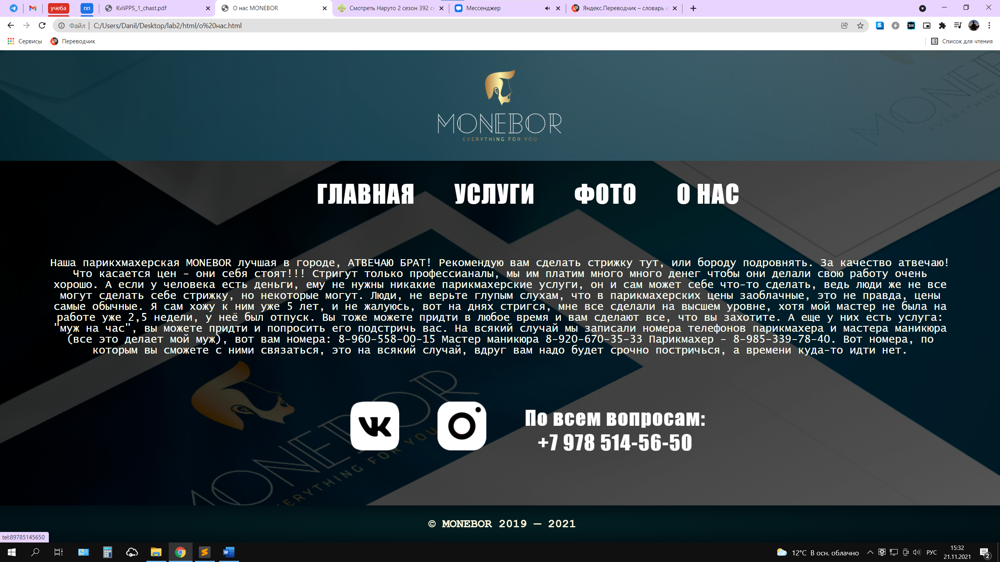 учеба
пп
KvliPPS_1_chast.pdf
О нас MONEBOR
Смотреть Наруто 2 сезон 392 се
Мессенджер
Яндекс.Переводчик – словарь и
Файл | C:/Users/Danil/Desktop/lab2/html/о%20нас.html
Сервисы
Переводчик
Список для чтения
MONEBOR
EVERYTHING FOR YOU
ГЛАВНАЯ
УСЛУГИ
ФОТО
О НАС
Наша парикхмахерская MONEBOR лучшая в городе, АТВЕЧАЮ БРАТ! Рекомендую вам сделать стрижку тут, или бороду подровнять. За качество атвечаю!
Что касается цен - они себя стоят!!! Стригут только профессианалы, мы им платим много много денег чтобы они делали свою работу очень
хорошо. А если у человека есть деньги, ему не нужны никакие парикмахерские услуги, он и сам может себе что-то сделать, ведь люди же не все
могут сделать себе стрижку, но некоторые могут. Люди, не верьте глупым слухам, что в парикмахерских цены заоблачные, это не правда, цены
самые обычные. Я сам хожу к ним уже 5 лет, и не жалуюсь, вот на днях стригся, мне все сделали на высшем уровне, хотя мой мастер не была на
работе уже 2,5 недели, у неё был отпуск. Вы тоже можете придти в любое время и вам сделают все, что вы захотите. А еще у них есть услуга:
"муж на час", вы можете придти и попросить его подстричь вас. На всякий случай мы записали номера телефонов парикмахера и мастера маникюра
(все это делает мой муж), вот вам номера: 8-960-558-00-15 Мастер маникюра 8-920-670-35-33 Парикмахер - 8-985-339-78-40. Вот номера, по
которым вы сможете с ними связаться, это на всякий случай, вдруг вам надо будет срочно постричься, а времени куда-то идти нет.
По всем вопросам:
+7 978 514-56-50
MONEBOR
EVERYTHING FOR YOU
© MONEBOR 2019 — 2021
tel:89785145650
12°C В осн. облачно
РУС
15:32
21.11.2021
2